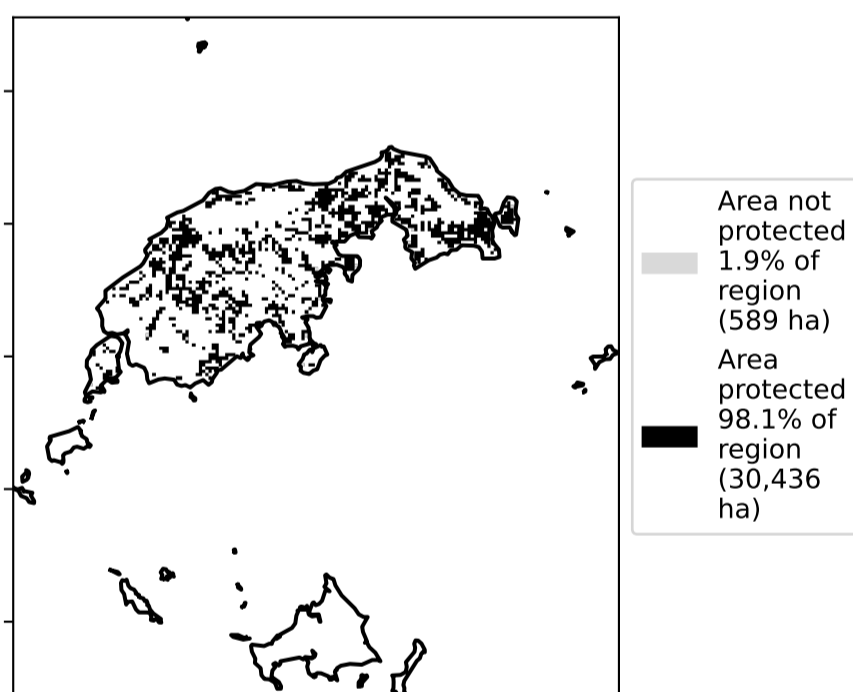 Area not
protected
1.9% of
region
(589 ha)
Area
protected
98.1% of
region
(30,436
ha)